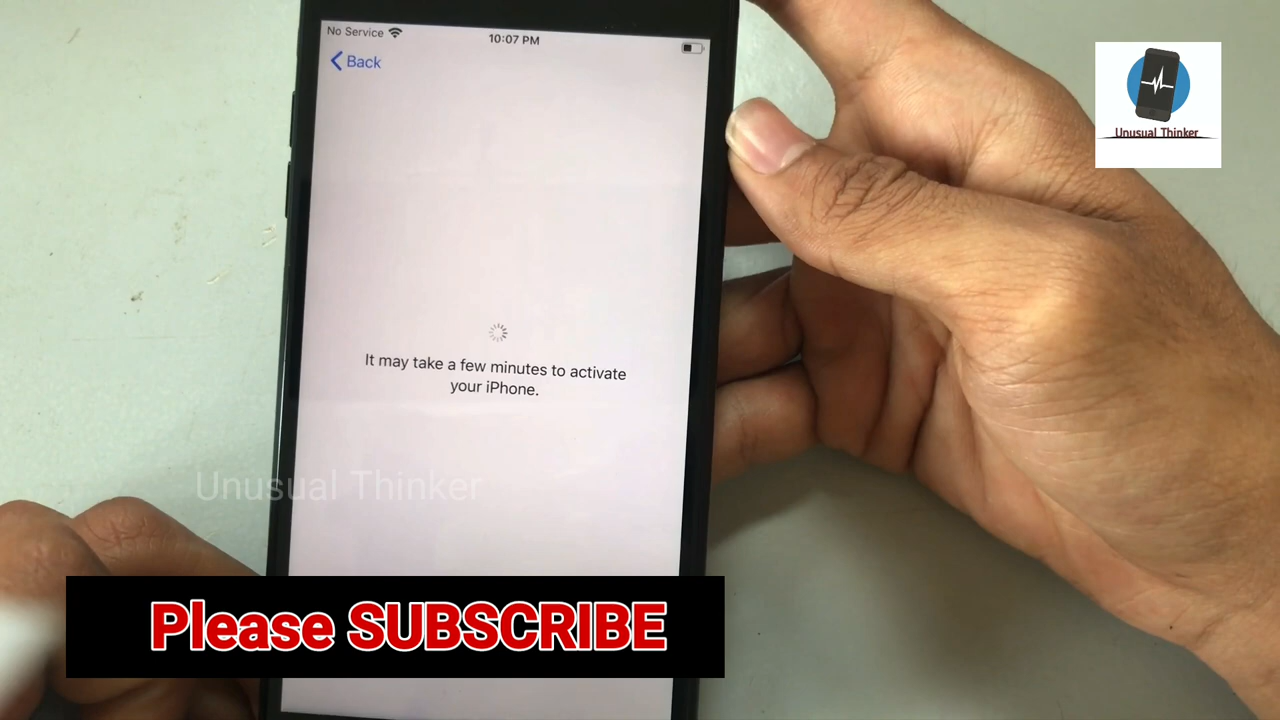 No Service
10:07 PM
Back
Unusual Thinker
It may take a few minutes to activate
your iPhone.
Unusual Thinker
Please SUBSCRIBE